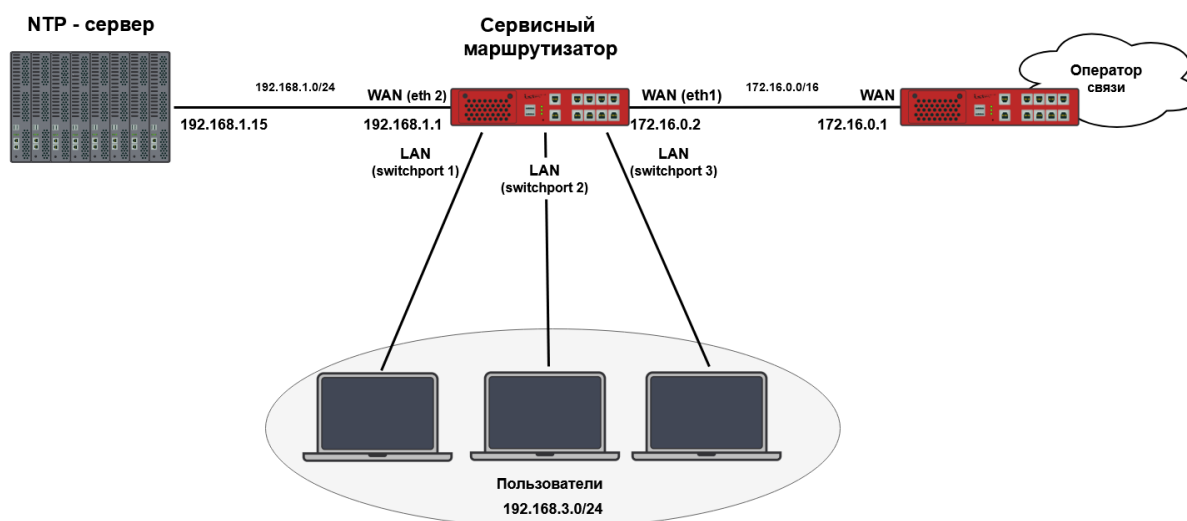 NTP - сервер
Сервисный
маршрутизатор
Оператор
связи
192.168.1.0/24
WAN (eth 2)
WAN (eth1)
172.16.0.0/16
WAN
192.168.1.15
192.168.1.1
172.16.0.2
172.16.0.1
LAN
(switchport 1)
LAN
(switchport 2)
LAN
(switchport 3)
Пользователи
192.168.3.0/24